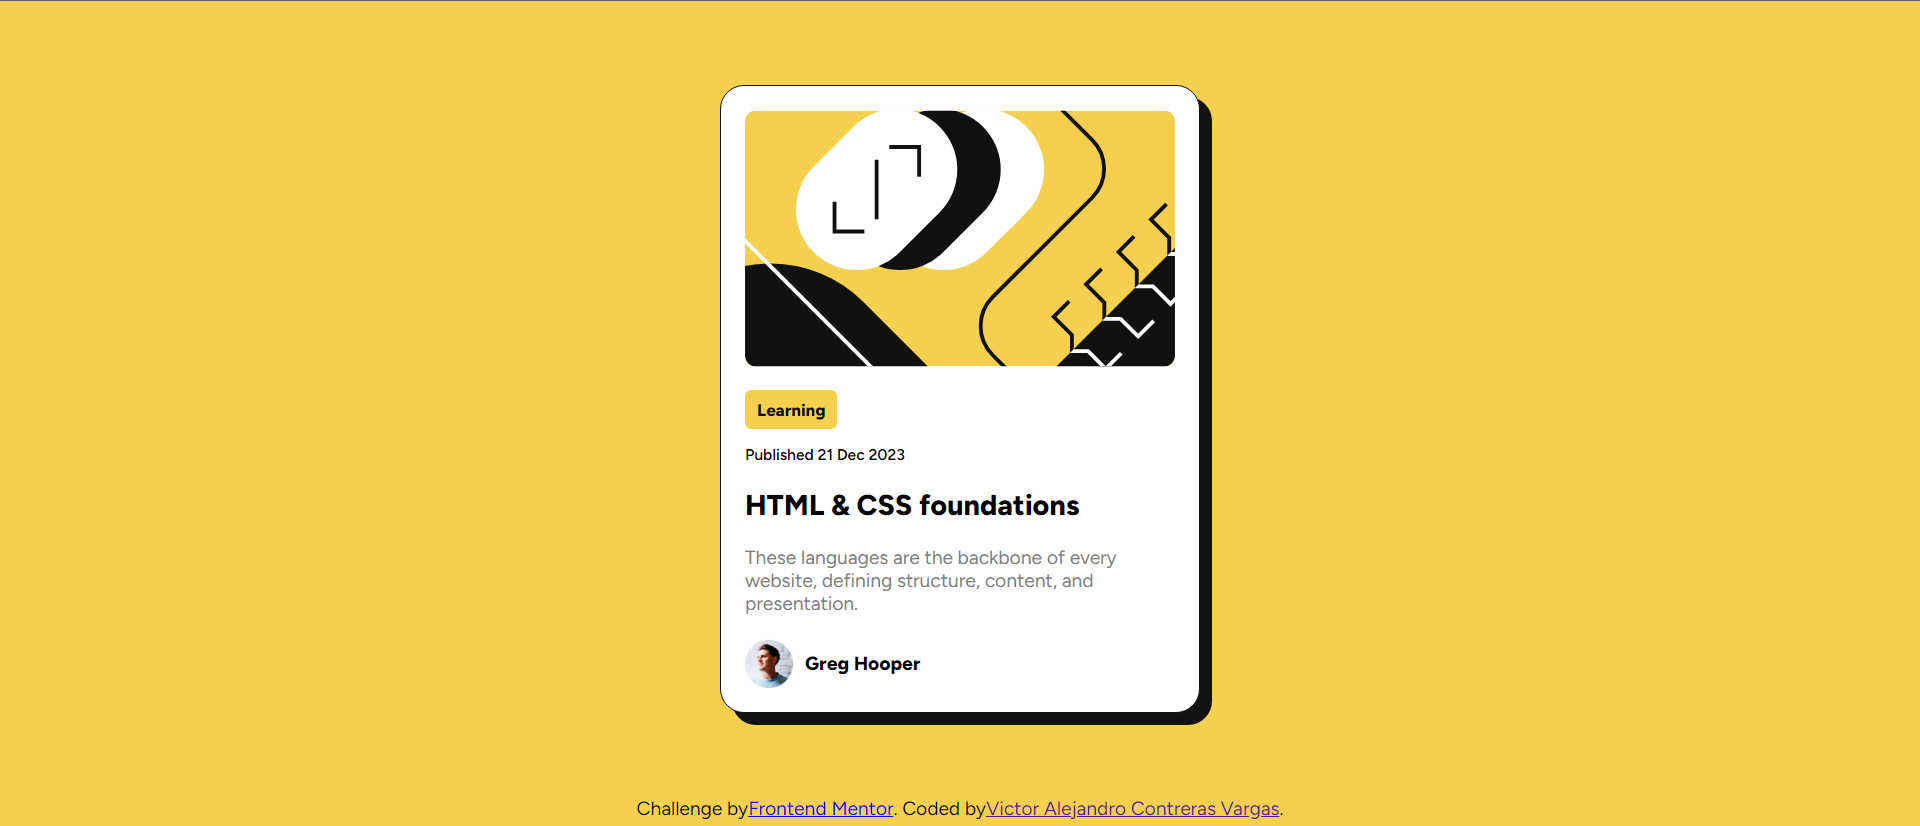 Learning
Published 21 Dec 2023
HTML & CSS foundations
These languages are the backbone of every
website, defining structure, content, and
presentation.
Greg Hooper
Challenge byFrontend Mentor. Coded byVictor Alejandro Contreras Vargas.